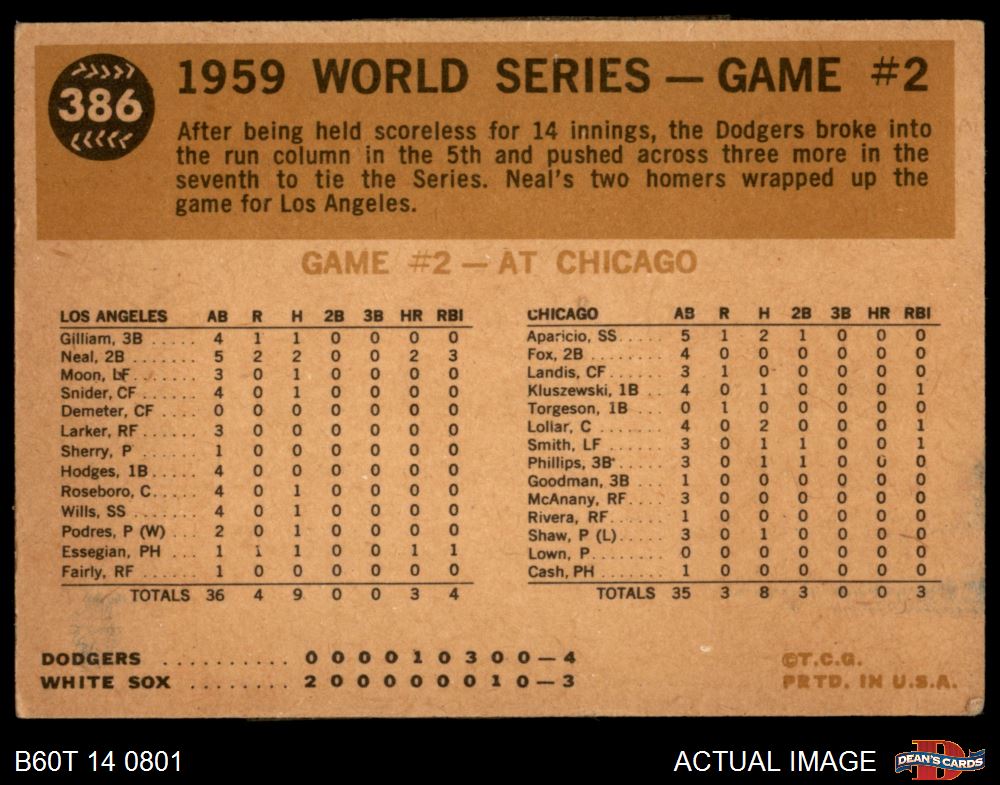 386
1959 WORLD SERIES — GAME #2
After being held scoreless for 14 innings, the Dodgers broke into
the run column in the 5th and pushed across three more in the
seventh to tie the Series. Neal's two homers wrapped up the
game for Los Angeles.
GAME #2 — AT CHICAGO
LOS ANGELES AB R H 2B 3B HR RBI
Gilliam, 3B ..... 4 1 1 0 0 0 0
Neal, 2B ........ 5 2 2 0 0 2 3
Moon, LF ....... 3 0 1 0 0 0 0
Snider, CF ...... 4 0 1 0 0 0 0
Demeter, CF .... 0 0 0 0 0 0 0
Larker, RF ...... 3 0 0 0 0 0 0
Sherry, P ....... 1 0 0 0 0 0 0
Hodges, 1B ..... 4 0 0 0 0 0 0
Roseboro, C ..... 4 0 1 0 0 0 0
Wills, SS ........ 4 0 1 0 0 0 0
Podres, P (W) ... 2 0 1 0 0 0 0
Essegian, PH ... 1 1 1 0 0 1 1
Fairly, RF ....... 1 0 0 0 0 0 0
TOTALS 36 4 9 0 0 3 4
CHICAGO AB R H 2B 3B HR RBI
Aparicio, SS ..... 5 1 2 1 0 0 0
Fox, 2B ......... 4 0 0 0 0 0 0
Landis, CF ...... 3 1 0 0 0 0 0
Kluszewski, 1B .. 4 0 1 0 0 0 1
Torgeson, 1B .... 0 1 0 0 0 0 0
Lollar, C ........ 4 0 2 0 0 0 1
Smith, LF ....... 3 0 1 1 0 0 1
Phillips, 3B ..... 3 0 1 1 0 0 0
Goodman, 3B ... 1 0 0 0 0 0 0
McAnany, RF .... 3 0 0 0 0 0 0
Rivera, RF ...... 1 0 0 0 0 0 0
Shaw, P (L) ..... 3 0 1 0 0 0 0
Lown, P ........ 0 0 0 0 0 0 0
Cash, PH ....... 1 0 0 0 0 0 0
TOTALS 35 3 8 3 0 0 3
DODGERS .......... 0 0 0 0 1 0 3 0 0 — 4
WHITE SOX ........ 2 0 0 0 0 0 0 1 0 — 3
©T.C.G.
PRTD. IN U.S.A.
B60T 14 0801
ACTUAL IMAGE
DEAN'S CARDS